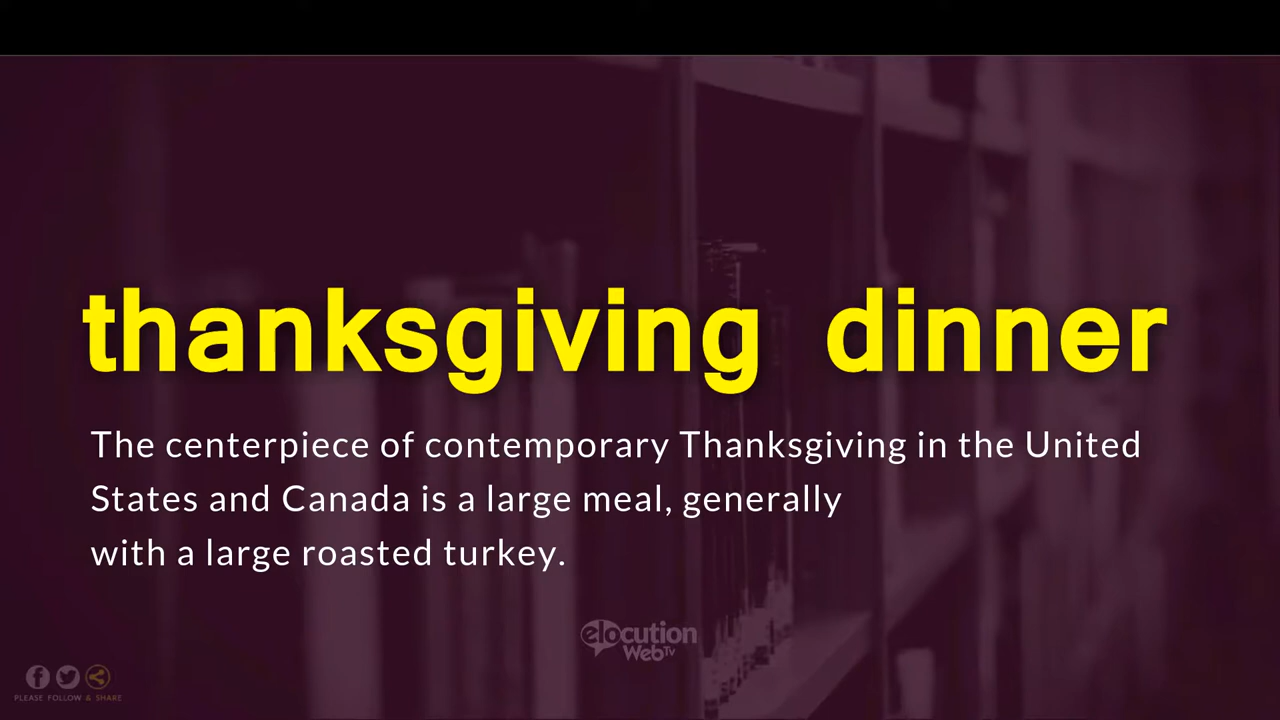 thanksgiving dinner
The centerpiece of contemporary Thanksgiving in the United
States and Canada is a large meal, generally
with a large roasted turkey.
elocution
WebTv
PLEASE FOLLOW & SHARE